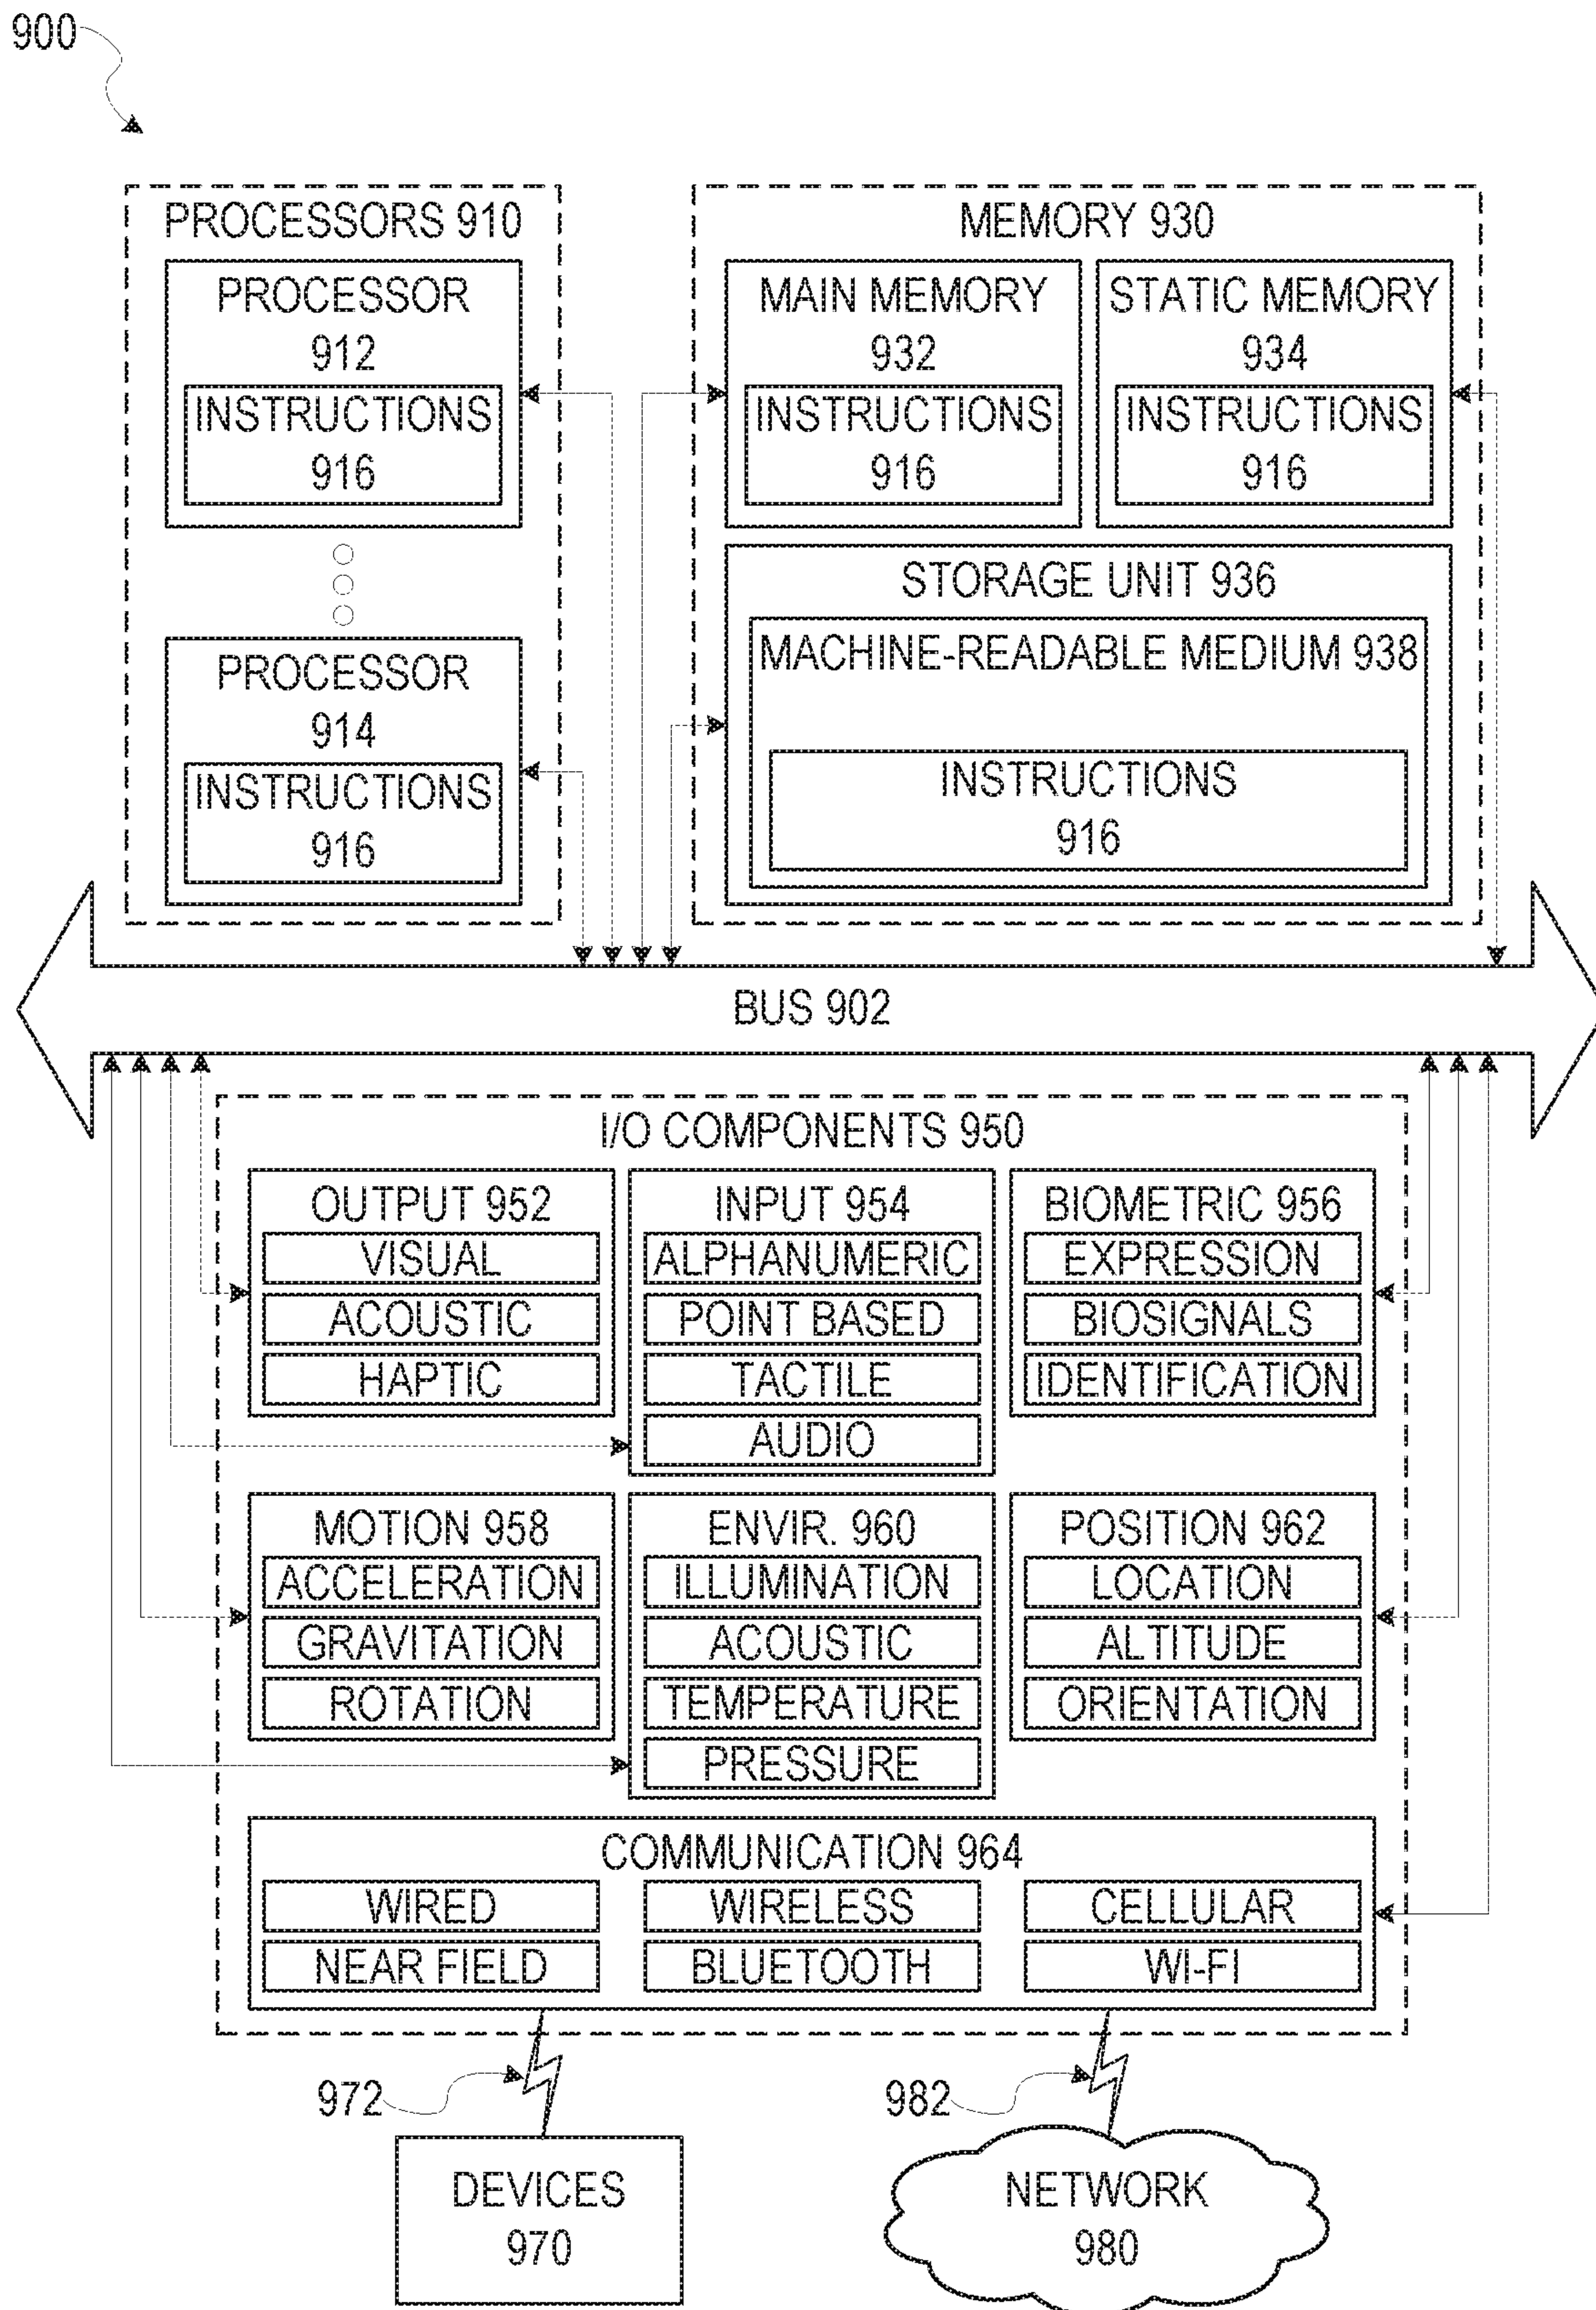 900
PROCESSORS 910
PROCESSOR
912
INSTRUCTIONS
916
PROCESSOR
914
INSTRUCTIONS
916
MEMORY 930
MAIN MEMORY
932
INSTRUCTIONS
916
STATIC MEMORY
934
INSTRUCTIONS
916
STORAGE UNIT 936
MACHINE-READABLE MEDIUM 938
INSTRUCTIONS
916
BUS 902
I/O COMPONENTS 950
OUTPUT 952
VISUAL
ACOUSTIC
HAPTIC
INPUT 954
ALPHANUMERIC
POINT BASED
TACTILE
AUDIO
BIOMETRIC 956
EXPRESSION
BIOSIGNALS
IDENTIFICATION
MOTION 958
ACCELERATION
GRAVITATION
ROTATION
ENVIR. 960
ILLUMINATION
ACOUSTIC
TEMPERATURE
PRESSURE
POSITION 962
LOCATION
ALTITUDE
ORIENTATION
COMMUNICATION 964
WIRED
WIRELESS
CELLULAR
NEAR FIELD
BLUETOOTH
WI-FI
972
982
DEVICES
970
NETWORK
980